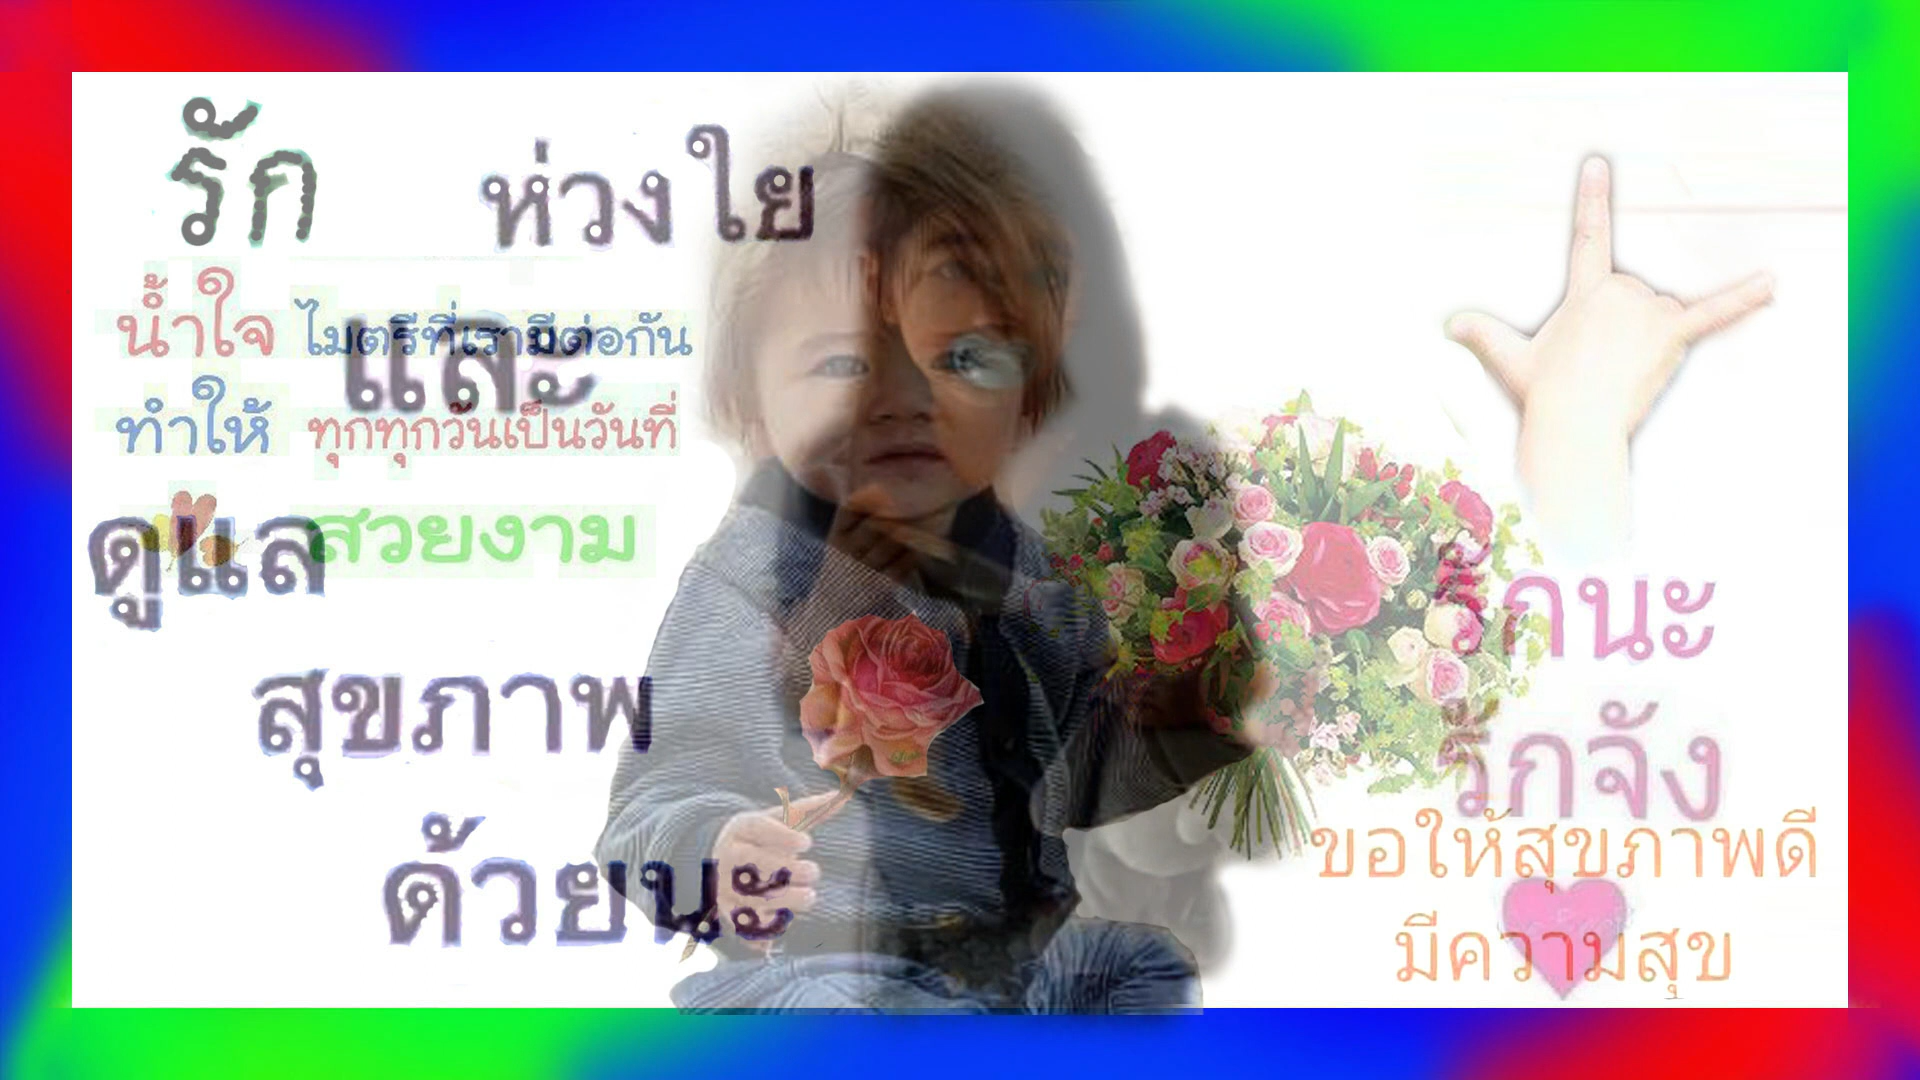 รัก ห่วงใย
น้ำใจ ไมตรีที่เรามีต่อกัน
และ
ทำให้ ทุกทุกวันเป็นวันที่
ดูแล
สวยงาม
สุขภาพ
ด้วยนะ
รักนะ
รักจัง
ขอให้สุขภาพดี
มีความสุข